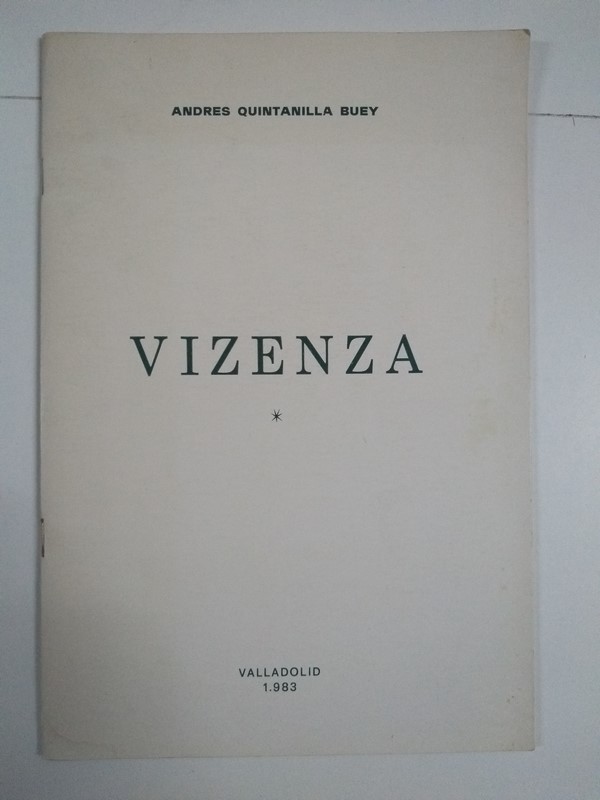 ANDRES QUINTANILLA BUEY
VIZENZA
*
VALLADOLID
1.983